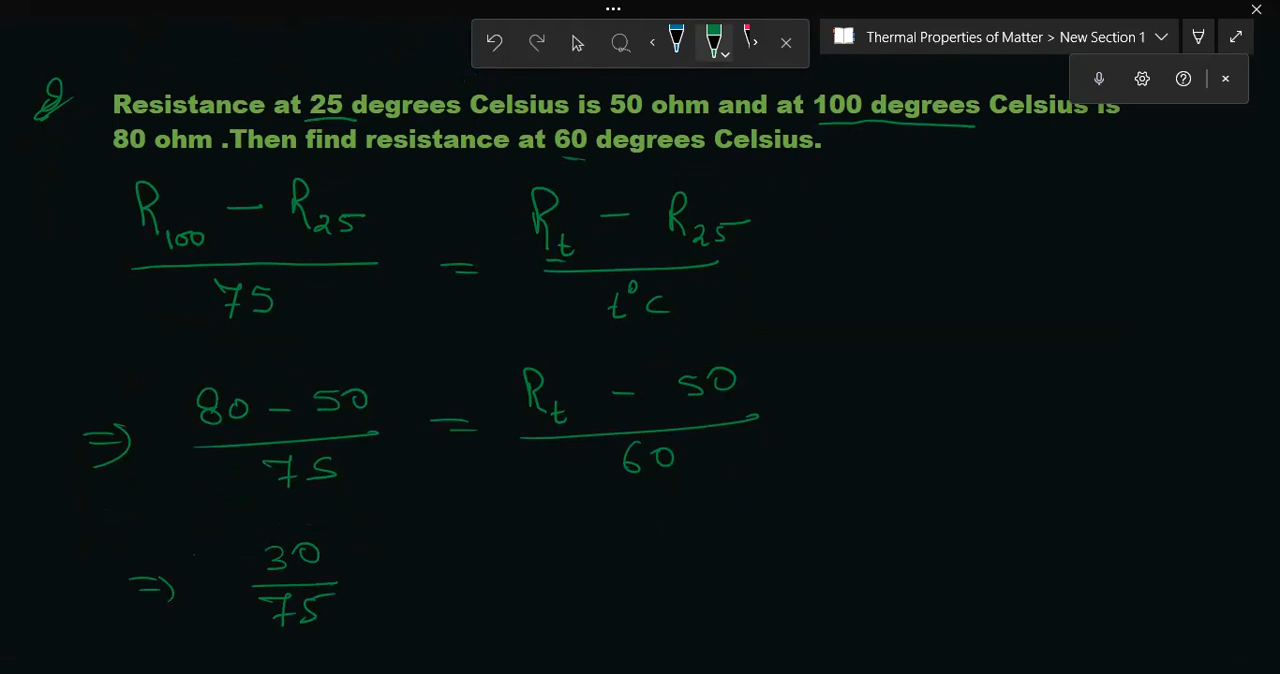 Thermal Properties of Matter > New Section 1
Q Resistance at 25 degrees Celsius is 50 ohm and at 100 degrees Celsius is
80 ohm .Then find resistance at 60 degrees Celsius.
R100 - R25 / 75 = Rt - R25 / t°C
⇒ 80 - 50 / 75 = Rt - 50 / 60
⇒ 30 / 75